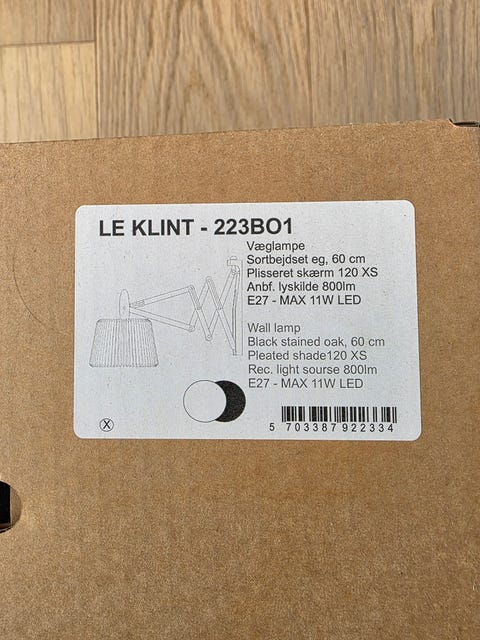 LE KLINT - 223BO1
Væglampe
Sortbejdset eg, 60 cm
Plisseret skærm 120 XS
Anbf. lyskilde 800lm
E27 - MAX 11W LED
Wall lamp
Black stained oak, 60 cm
Pleated shade120 XS
Rec. light sourse 800lm
E27 - MAX 11W LED
X
5 703387 922334